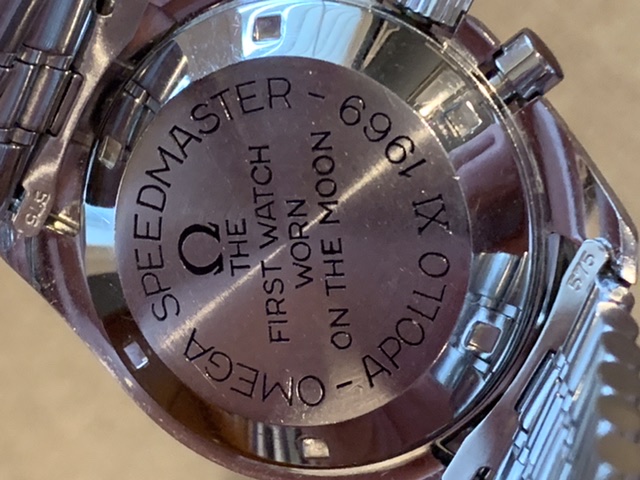 OMEGA SPEEDMASTER -
Ω
THE
FIRST WATCH
WORN
ON THE MOON
- APOLLO XI 1969
575
575